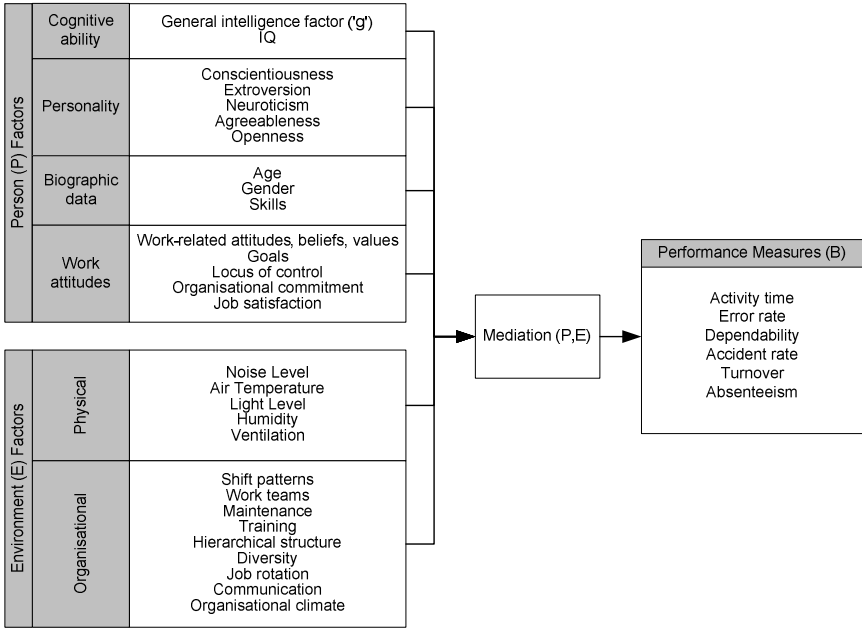 Person (P) Factors
Cognitive
ability
General intelligence factor ('g')
IQ
Personality
Conscientiousness
Extroversion
Neuroticism
Agreeableness
Openness
Biographic
data
Age
Gender
Skills
Work
attitudes
Work-related attitudes, beliefs, values
Goals
Locus of control
Organisational commitment
Job satisfaction
Environment (E) Factors
Physical
Noise Level
Air Temperature
Light Level
Humidity
Ventilation
Organisational
Shift patterns
Work teams
Maintenance
Training
Hierarchical structure
Diversity
Job rotation
Communication
Organisational climate
Mediation (P,E)
Performance Measures (B)
Activity time
Error rate
Dependability
Accident rate
Turnover
Absenteeism